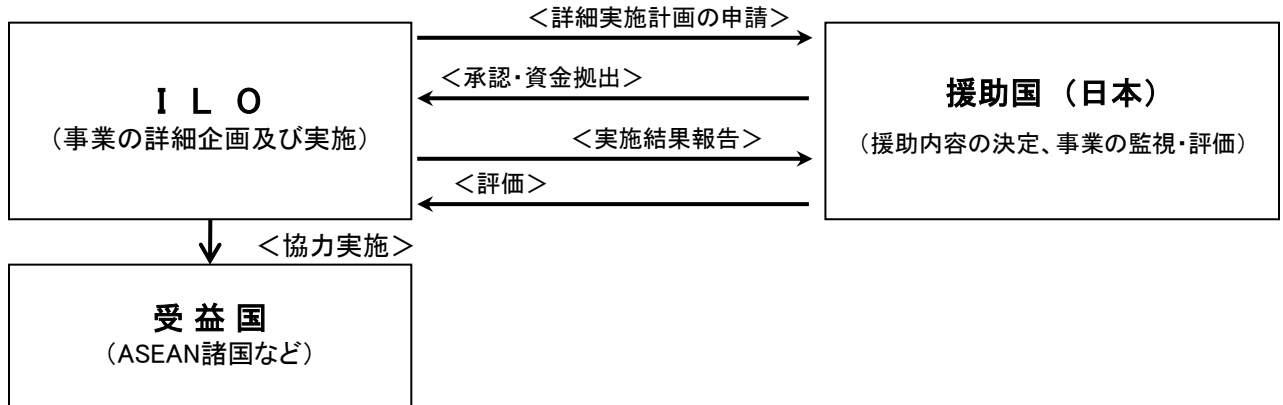 ＜詳細実施計画の申請＞
＜承認・資金拠出＞
I L O
（事業の詳細企画及び実施）
援助国 （日本）
（援助内容の決定、事業の監視・評価）
＜実施結果報告＞
＜評価＞
＜協力実施＞
受 益 国
（ASEAN諸国など）